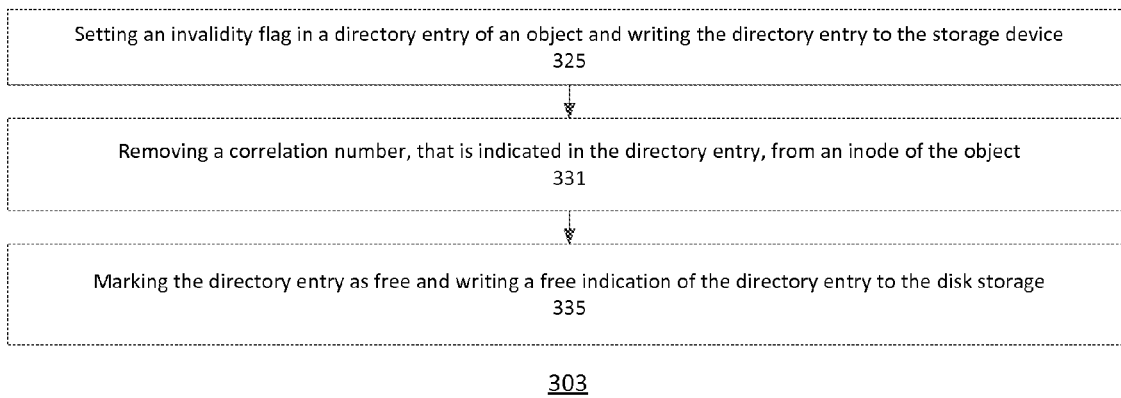 Setting an invalidity flag in a directory entry of an object and writing the directory entry to the storage device
325
Removing a correlation number, that is indicated in the directory entry, from an inode of the object
331
Marking the directory entry as free and writing a free indication of the directory entry to the disk storage
335
303